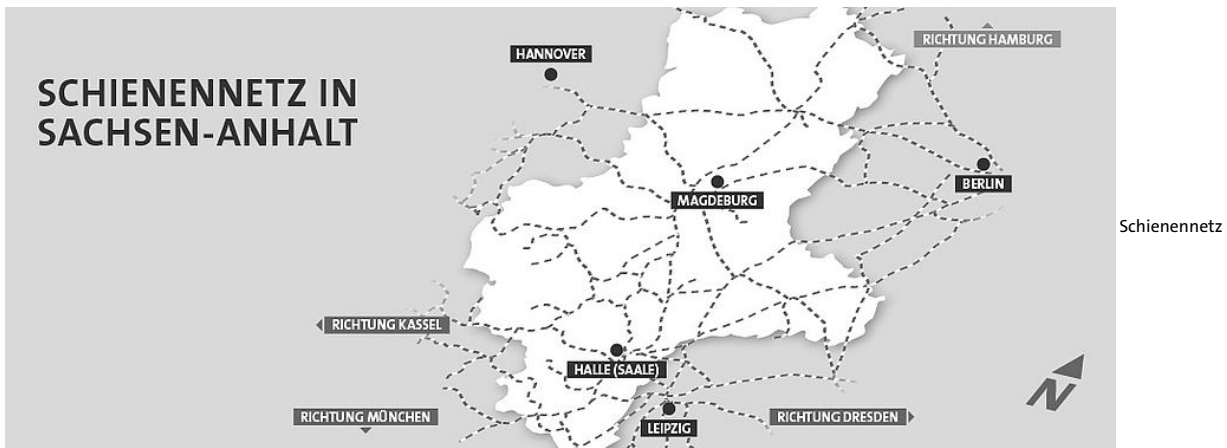 SCHIENENNETZ IN
SACHSEN-ANHALT
HANNOVER
RICHTUNG HAMBURG
BERLIN
MAGDEBURG
Schienennetz
RICHTUNG KASSEL
HALLE (SAALE)
RICHTUNG MÜNCHEN
LEIPZIG
RICHTUNG DRESDEN
N